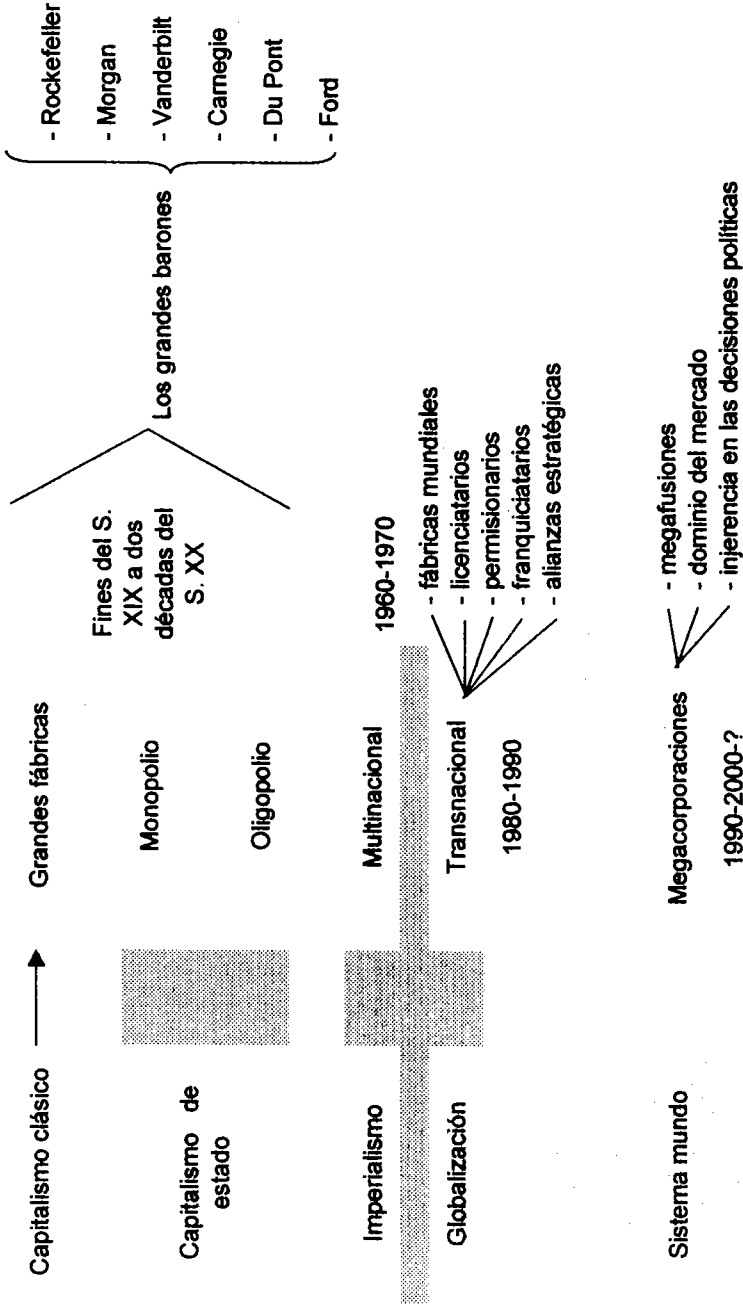 Capitalismo clásico
Grandes fábricas
Fines del S.
XIX a dos
décadas del
S. XX
Los grandes barones
- Rockefeller
- Morgan
- Vanderbilt
- Carnegie
- Du Pont
- Ford
Capitalismo de
estado
Monopolio
Oligopolio
Imperialismo
Multinacional
1960-1970
Globalización
Transnacional
1980-1990
- fábricas mundiales
- licenciatarios
- permisionarios
- franquiciatarios
- alianzas estratégicas
Sistema mundo
Megacorporaciones
1990-2000-?
- megafusiones
- dominio del mercado
- injerencia en las decisiones políticas